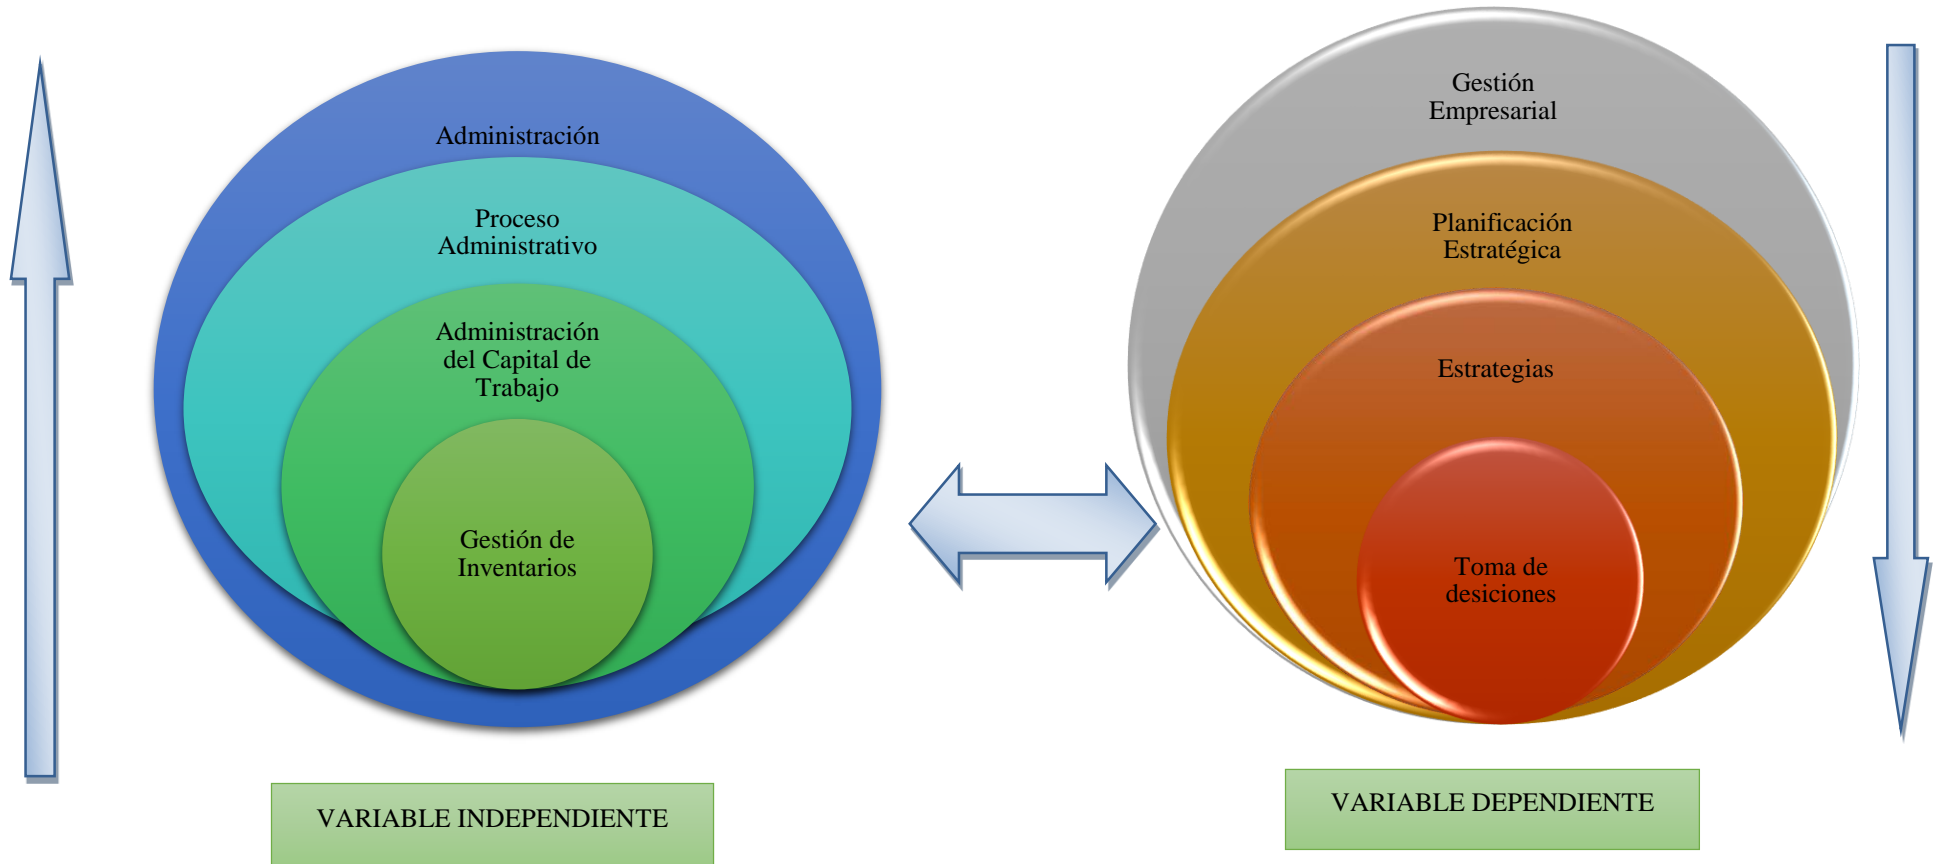 Administración
Proceso
Administrativo
Administración
del Capital de
Trabajo
Gestión de
Inventarios
VARIABLE INDEPENDIENTE
Gestión
Empresarial
Planificación
Estratégica
Estrategias
Toma de
desiciones
VARIABLE DEPENDIENTE